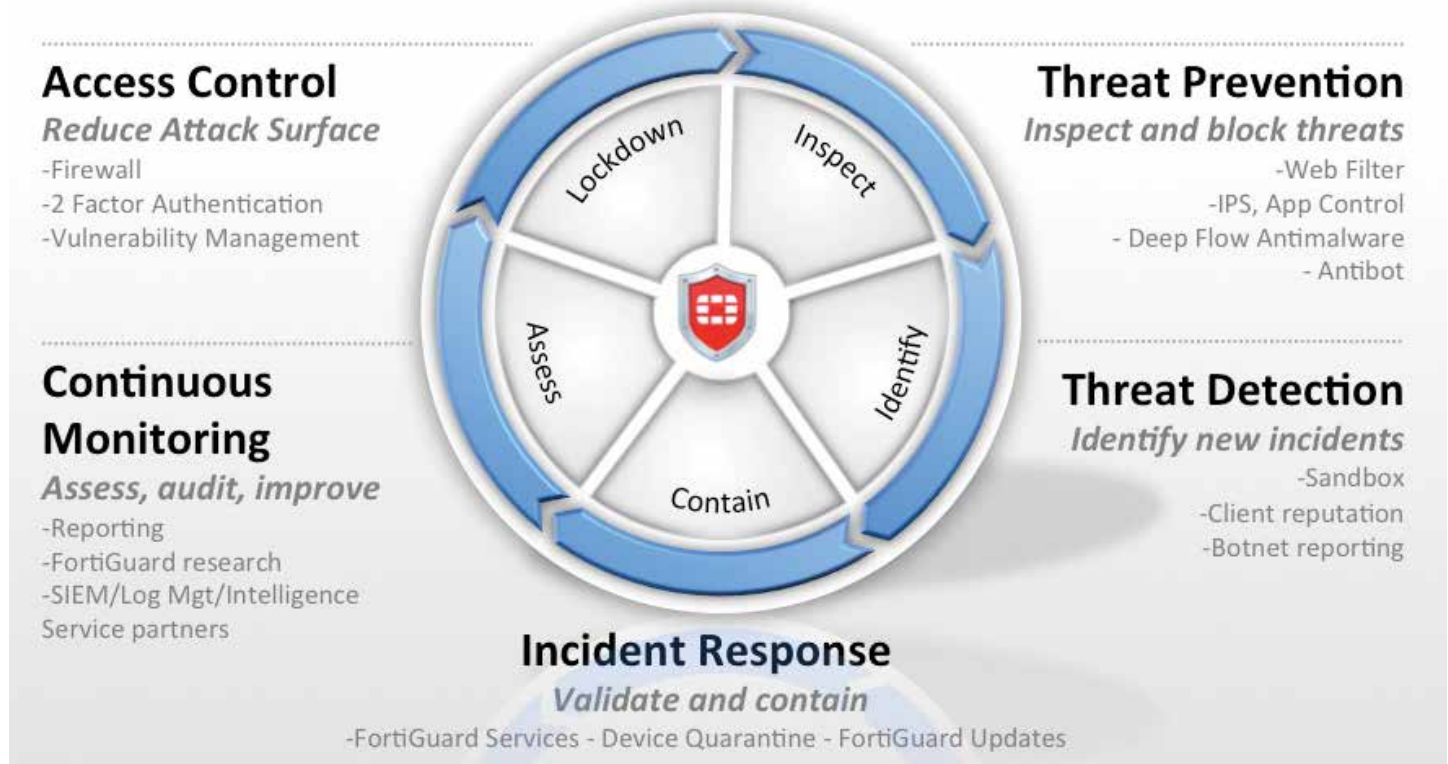 Access Control
Reduce Attack Surface
-Firewall
-2 Factor Authentication
-Vulnerability Management
Threat Prevention
Inspect and block threats
-Web Filter
-IPS, App Control
- Deep Flow Antimalware
- Antibot
Lockdown
Inspect
Assess
Identify
Contain
Continuous
Monitoring
Assess, audit, improve
-Reporting
-FortiGuard research
-SIEM/Log Mgt/Intelligence
Service partners
Threat Detection
Identify new incidents
-Sandbox
-Client reputation
-Botnet reporting
Incident Response
Validate and contain
-FortiGuard Services - Device Quarantine - FortiGuard Updates